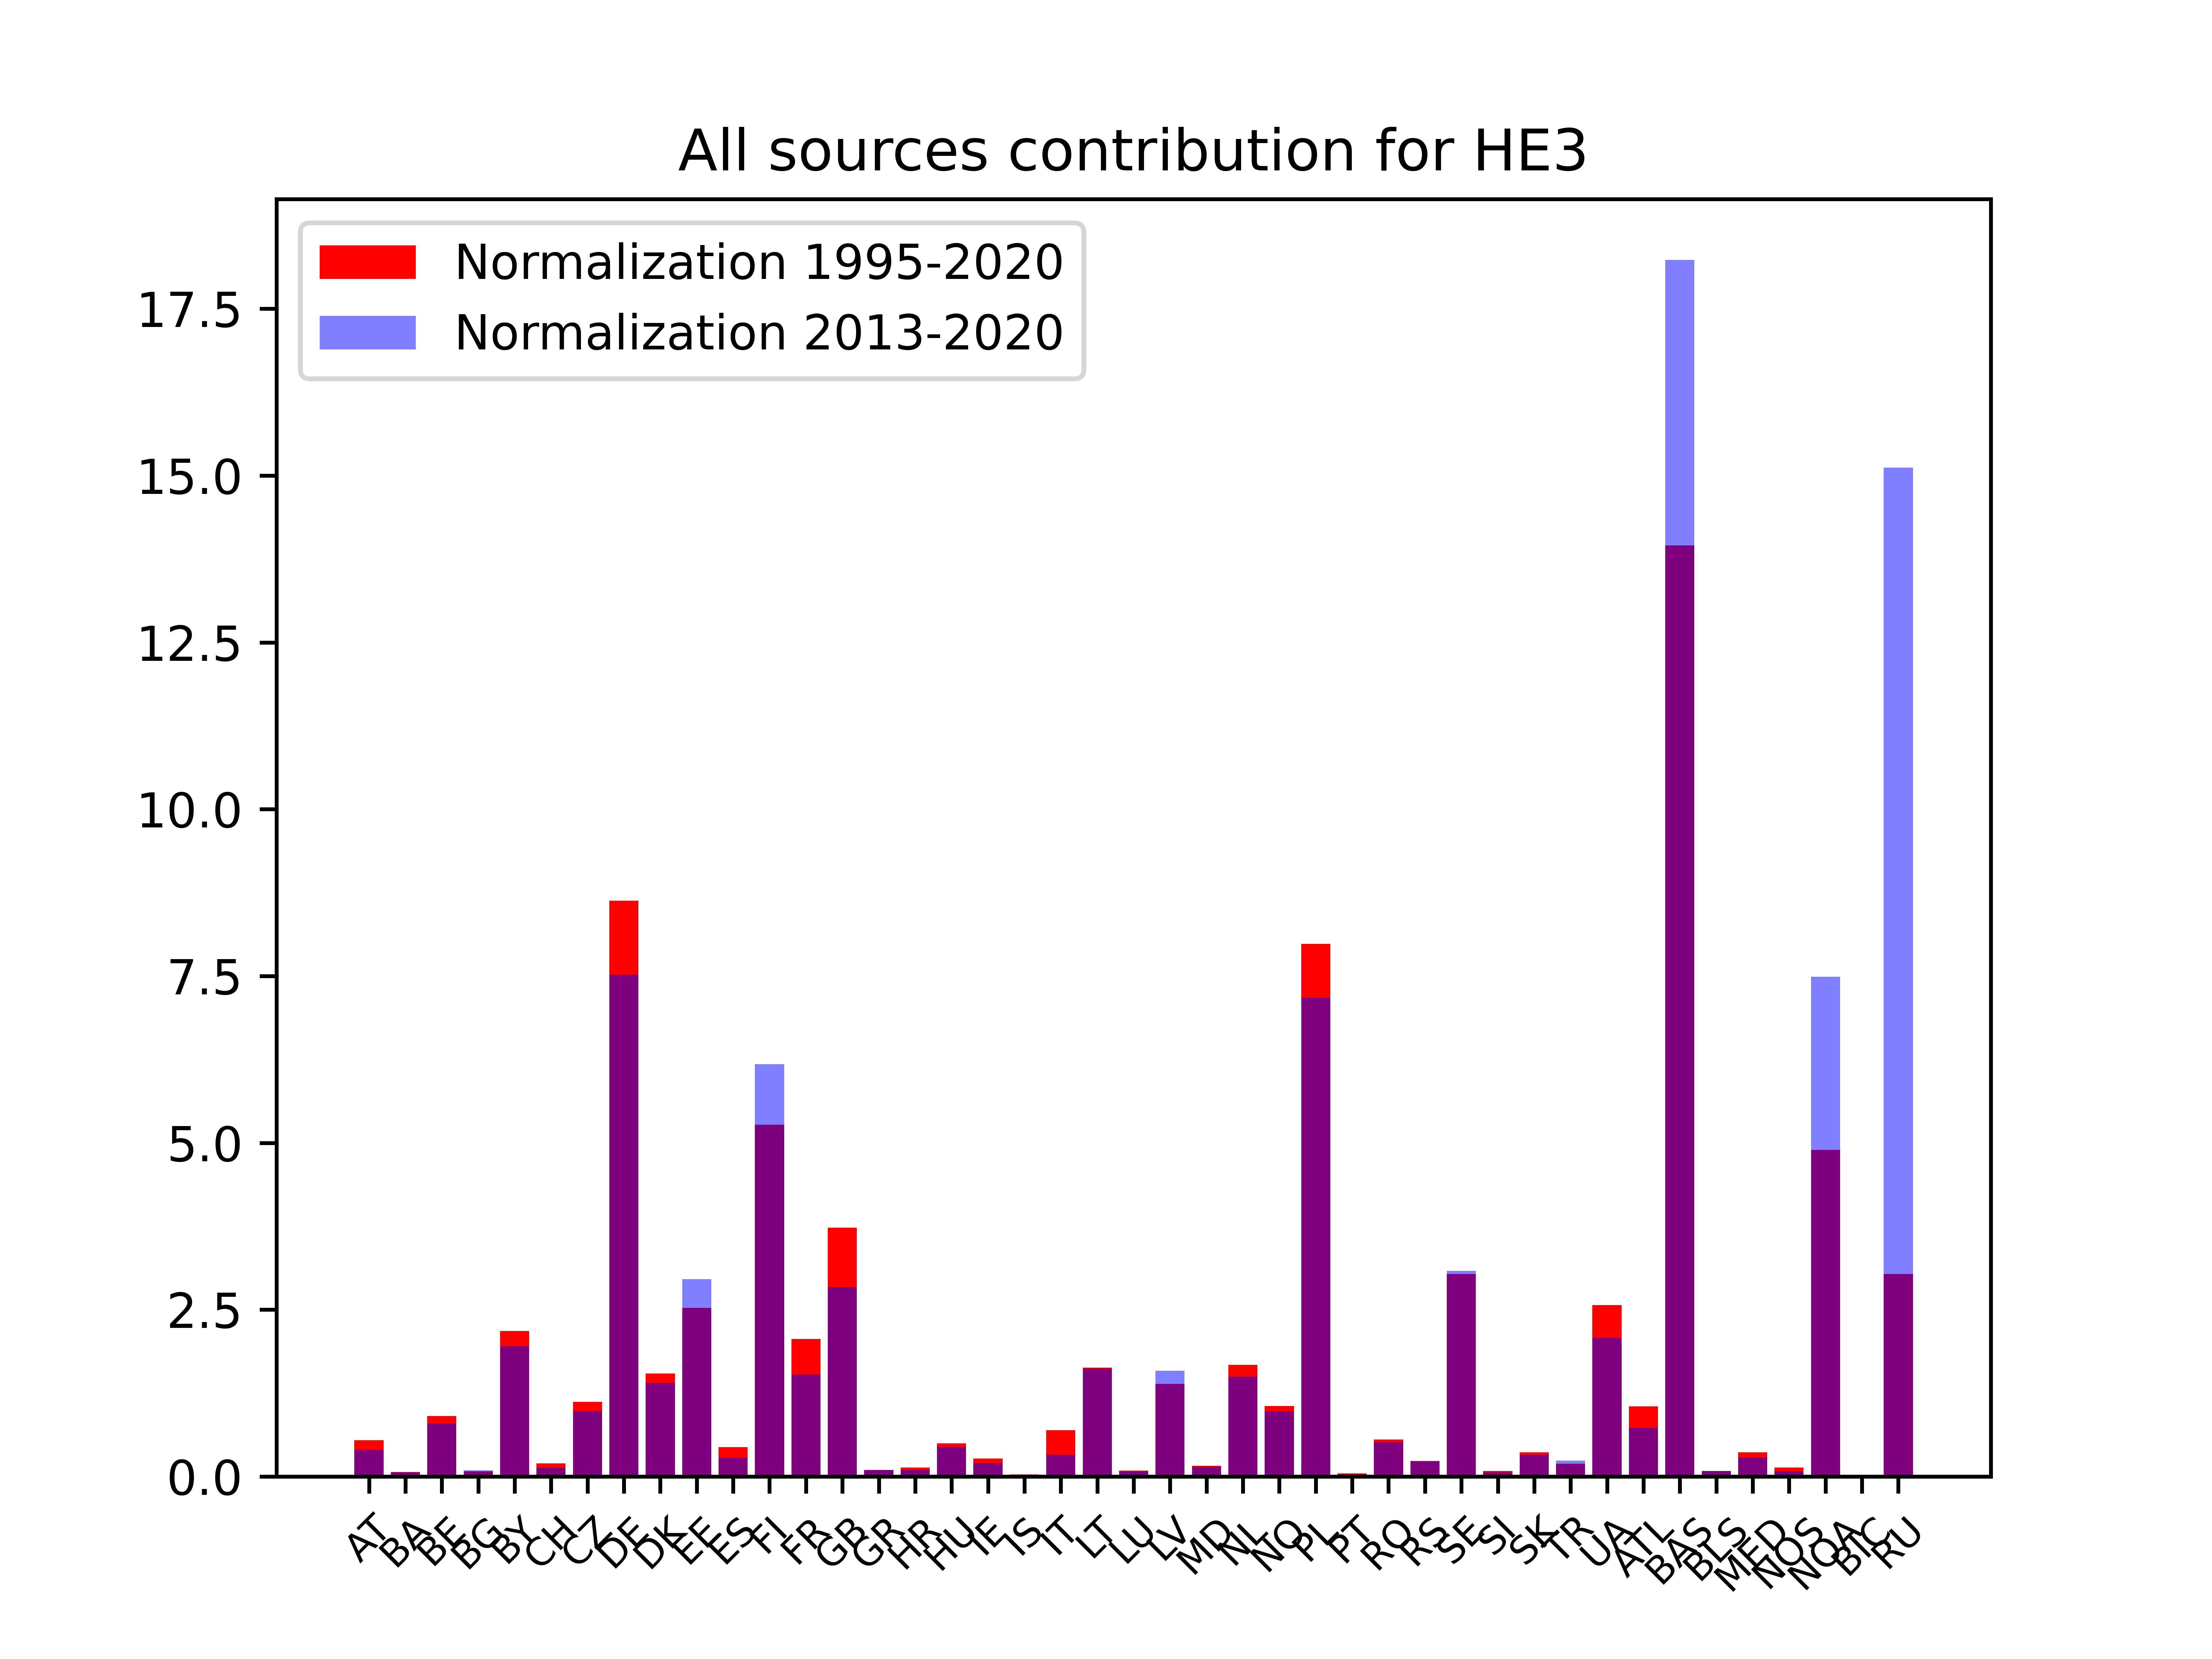 All sources contribution for HE3
Normalization 1995-2020
Normalization 2013-2020
17.5
15.0
12.5
10.0
7.5
5.0
2.5
0.0
AT
BA
BE
BG
BY
CH
CZ
DE
DK
EE
ES
FI
FR
GB
GR
HR
HU
IE
IS
IT
LT
LU
LV
MD
NL
NO
PL
PT
RO
RS
SE
SI
SK
TR
UA
ATL
BAS
BLS
MED
NOS
NOA
BIC
RU